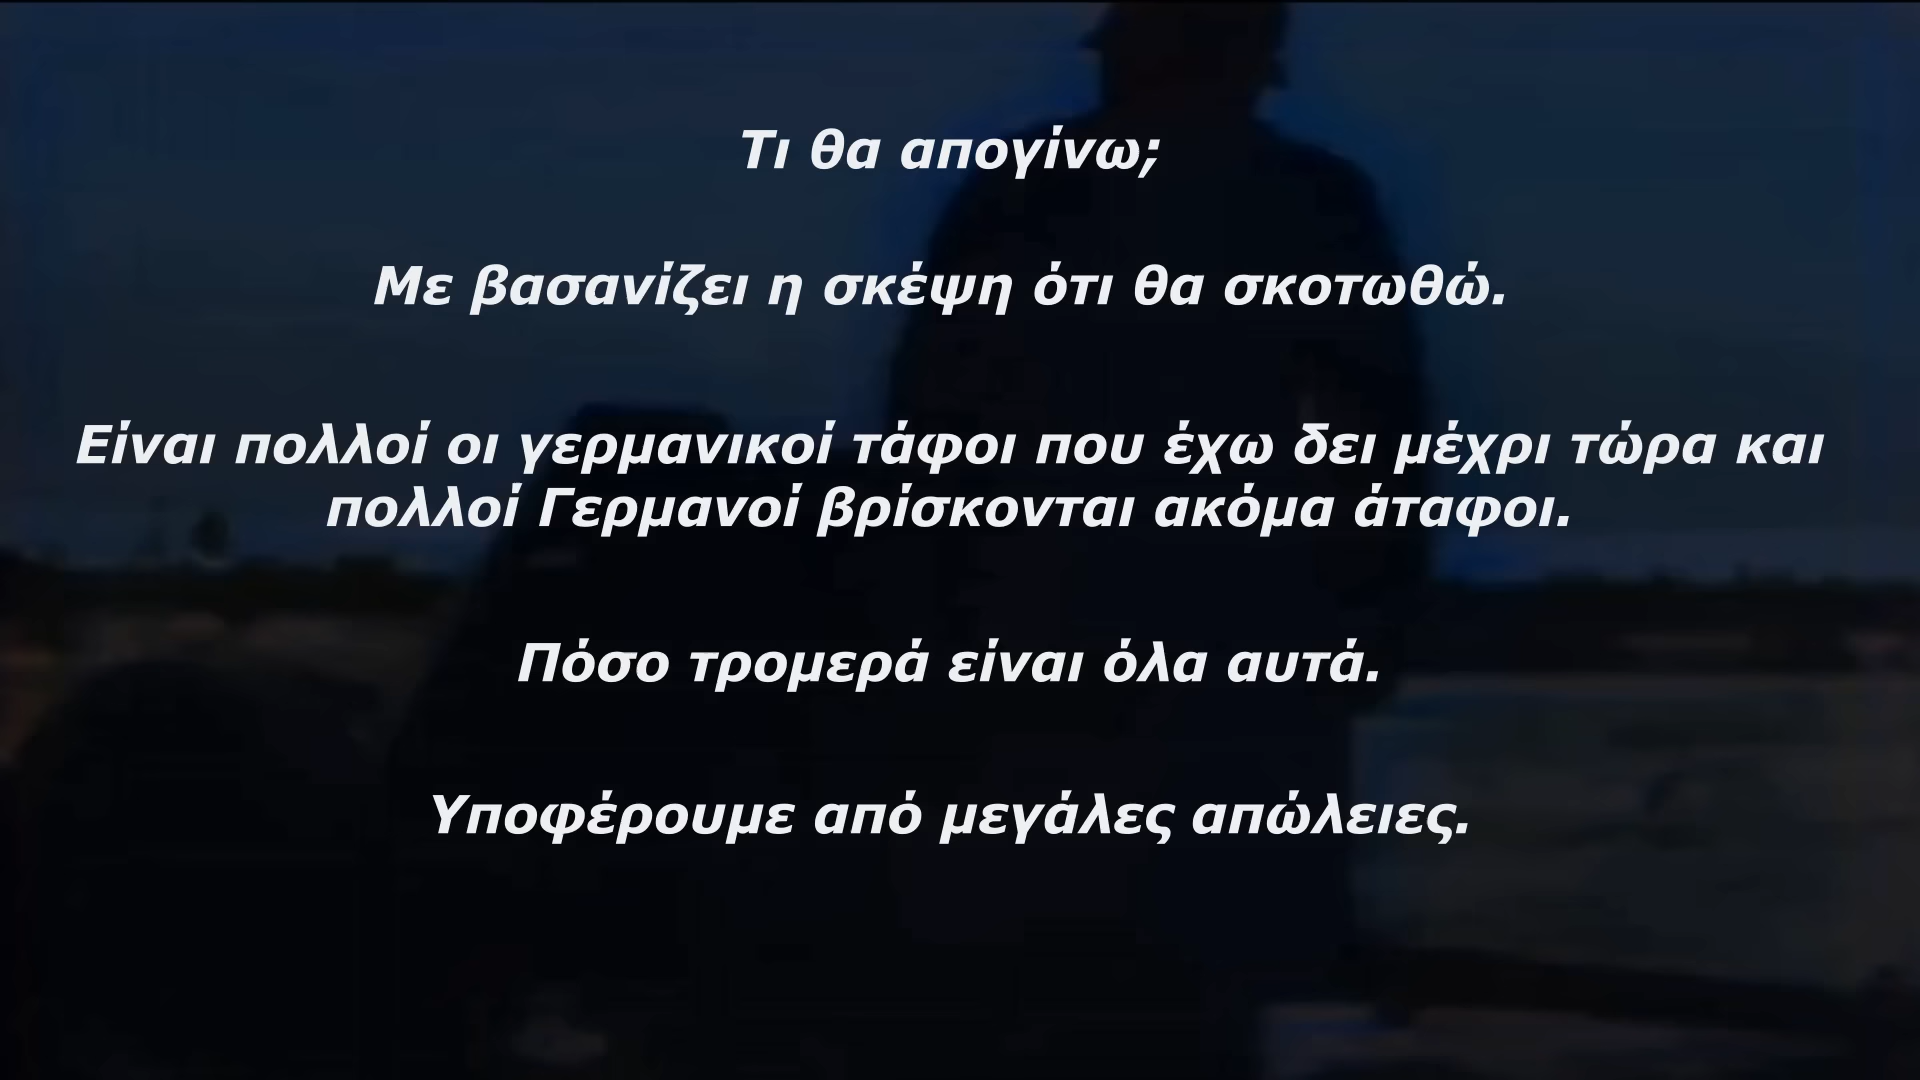 Τι θα απογίνω;
Με βασανίζει η σκέψη ότι θα σκοτωθώ.
Είναι πολλοί οι γερμανικοί τάφοι που έχω δει μέχρι τώρα και
πολλοί Γερμανοί βρίσκονται ακόμα άταφοι.
Πόσο τρομερά είναι όλα αυτά.
Υποφέρουμε από μεγάλες απώλειες.